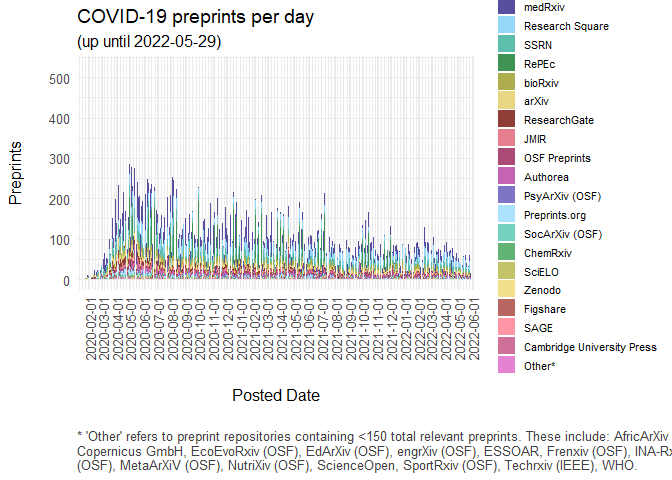 COVID-19 preprints per day
(up until 2022-05-29)
Preprints
500
400
300
200
100
0
2020-02-01
2020-03-01
2020-04-01
2020-05-01
2020-06-01
2020-07-01
2020-08-01
2020-09-01
2020-10-01
2020-11-01
2020-12-01
2021-01-01
2021-02-01
2021-03-01
2021-04-01
2021-05-01
2021-06-01
2021-07-01
2021-08-01
2021-09-01
2021-10-01
2021-11-01
2021-12-01
2022-01-01
2022-02-01
2022-03-01
2022-04-01
2022-05-01
2022-06-01
Posted Date
medRxiv
Research Square
SSRN
RePEc
bioRxiv
arXiv
ResearchGate
JMIR
OSF Preprints
Authorea
PsyArXiv (OSF)
Preprints.org
SocArXiv (OSF)
ChemRxiv
SciELO
Zenodo
Figshare
SAGE
Cambridge University Press
Other*
* 'Other' refers to preprint repositories containing <150 total relevant preprints. These include: AfricArXiv
Copernicus GmbH, EcoEvoRxiv (OSF), EdArXiv (OSF), engrXiv (OSF), ESSOAR, Frenxiv (OSF), INA-Rx
(OSF), MetaArXiV (OSF), NutriXiv (OSF), ScienceOpen, SportRxiv (OSF), Techrxiv (IEEE), WHO.